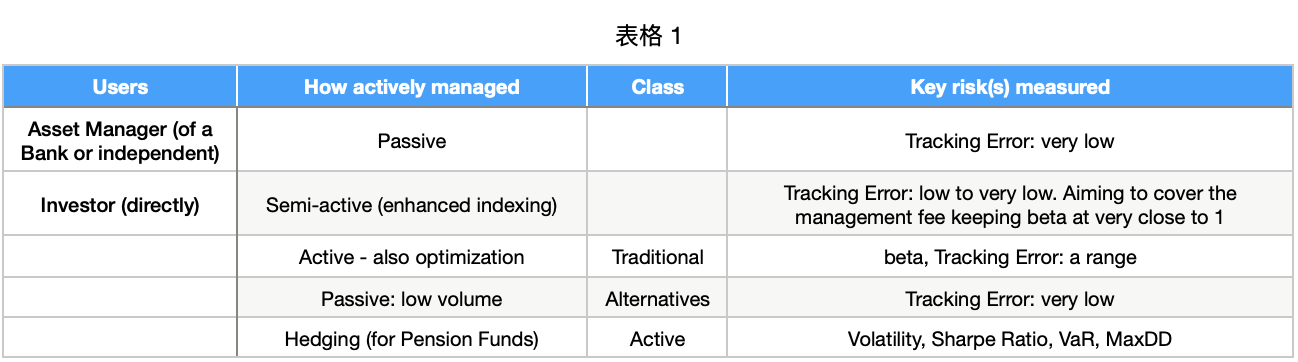 表格 1
Users How actively managed Class Key risk(s) measured
Asset Manager (of a
Bank or independent)
Passive
Tracking Error: very low
Investor (directly)
Semi-active (enhanced indexing)
Tracking Error: low to very low. Aiming to cover the
management fee keeping beta at very close to 1
Active - also optimization Traditional beta, Tracking Error: a range
Passive: low volume Alternatives Tracking Error: very low
Hedging (for Pension Funds) Active Volatility, Sharpe Ratio, VaR, MaxDD